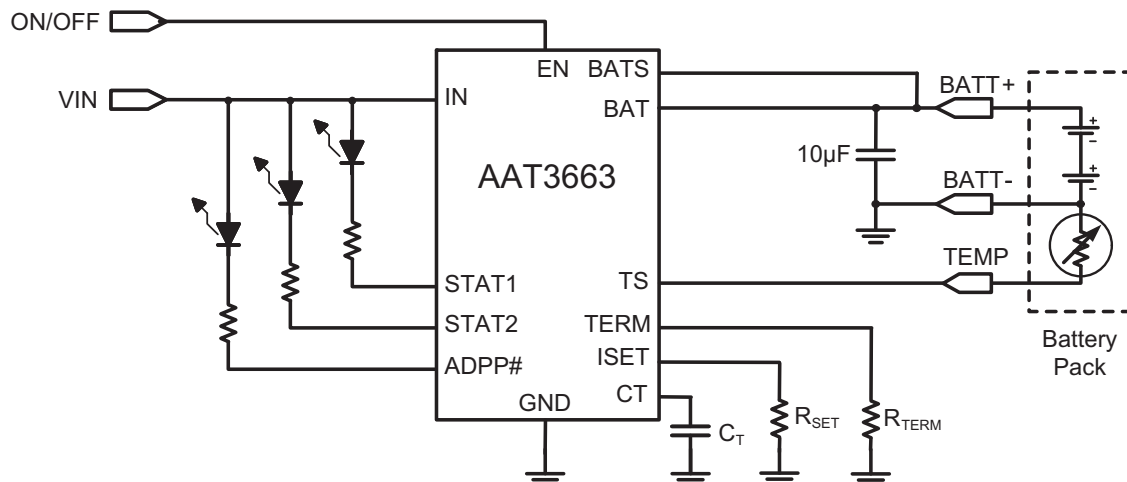 ON/OFF
VIN
EN
BATS
IN
BAT
AAT3663
STAT1
STAT2
ADPP#
GND
TS
TERM
ISET
CT
10µF
BATT+
BATT-
TEMP
+
−
+
−
Battery
Pack
C_T
R_SET
R_TERM